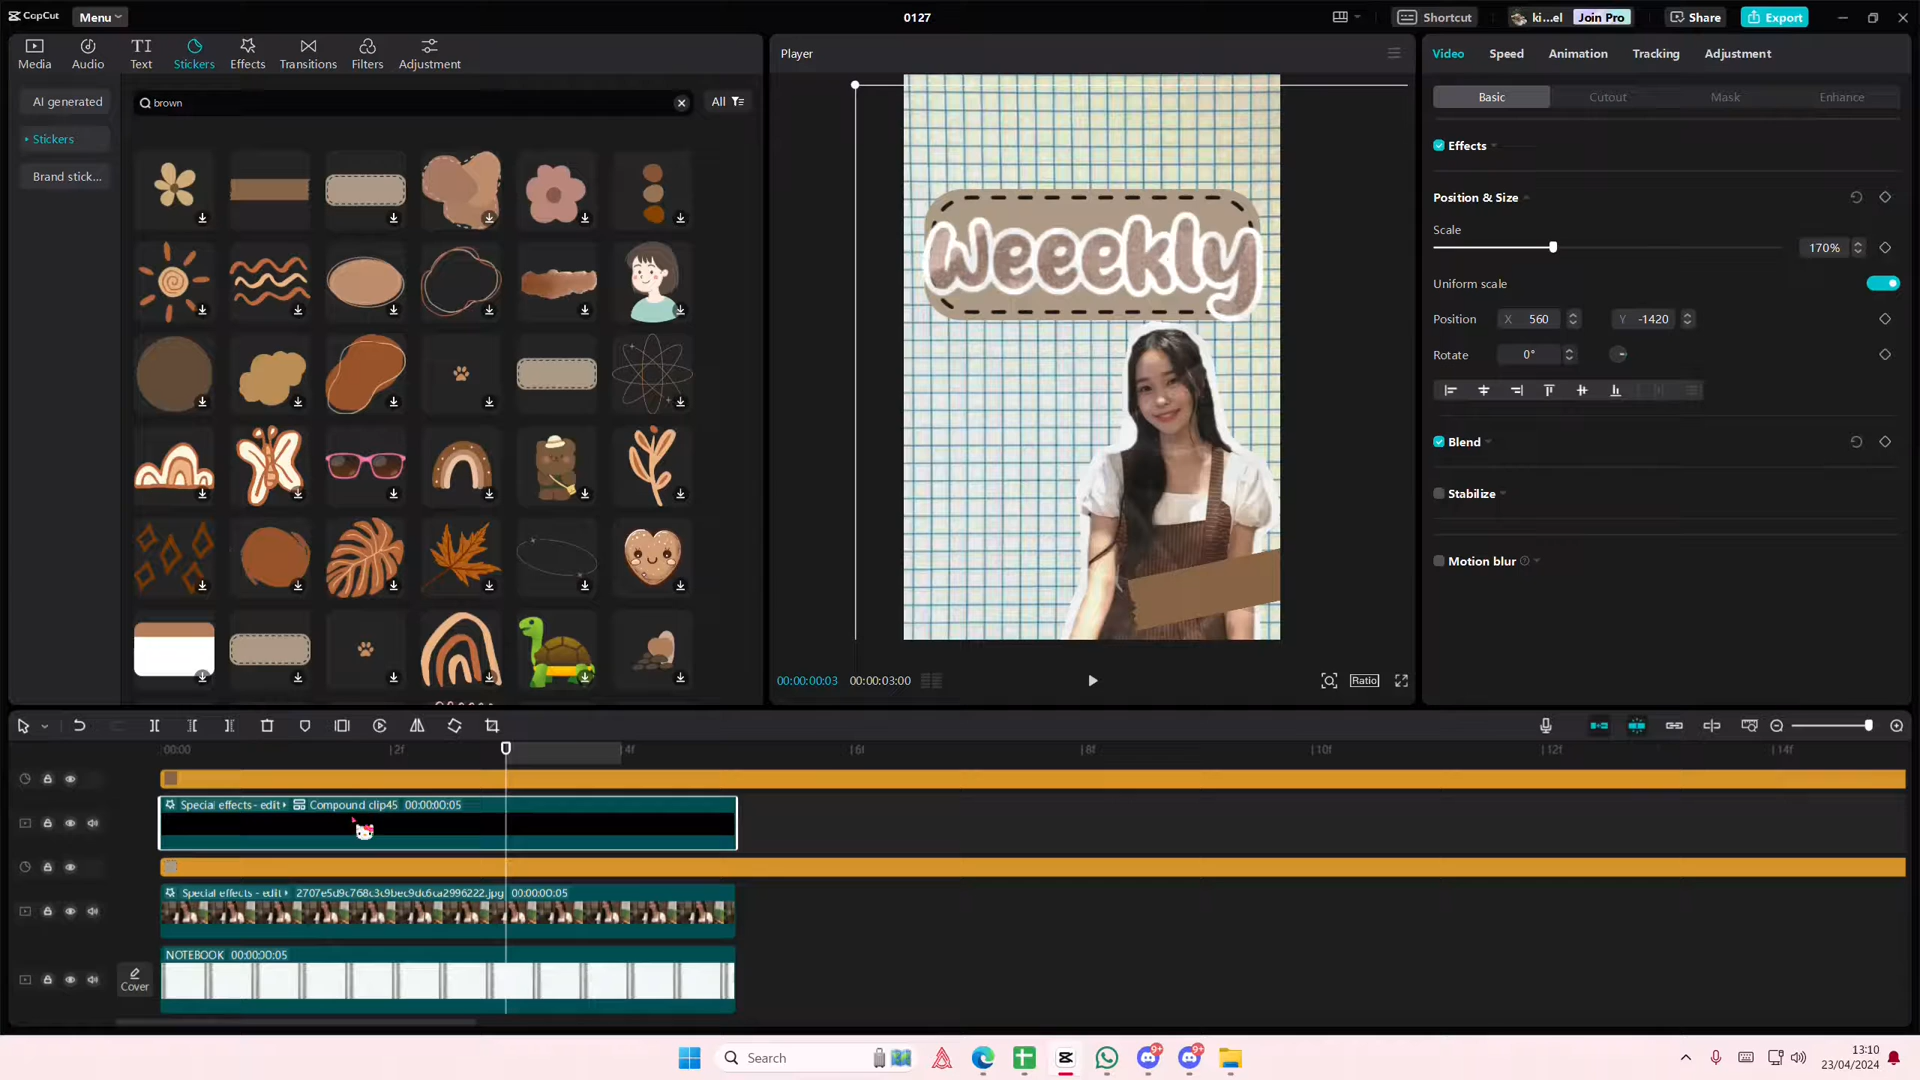 CapCut
Menu
0127
Shortcut
ki...el
Join Pro
Share
Export
Media
Audio
TI
Text
Stickers
Effects
Transitions
Filters
Adjustment
AI generated
Stickers
Brand stick...
brown
All
Player
weeekly
00:00:00:03
00:00:03:00
Ratio
Video
Speed
Animation
Tracking
Adjustment
Basic
Cutout
Mask
Enhance
Effects
Position & Size
Scale
170%
Uniform scale
Position
X 560
Y -1420
Rotate
0°
Blend
Stabilize
Motion blur
00:00
2f
4f
6f
8f
10f
12f
14f
Special effects - edit
Compound clip45 00:00:00:05
Special effects - edit
00:00:00:05
NOTEBOOK 00:00:00:05
Cover
Search
9+
9+
13:10
23/04/2024